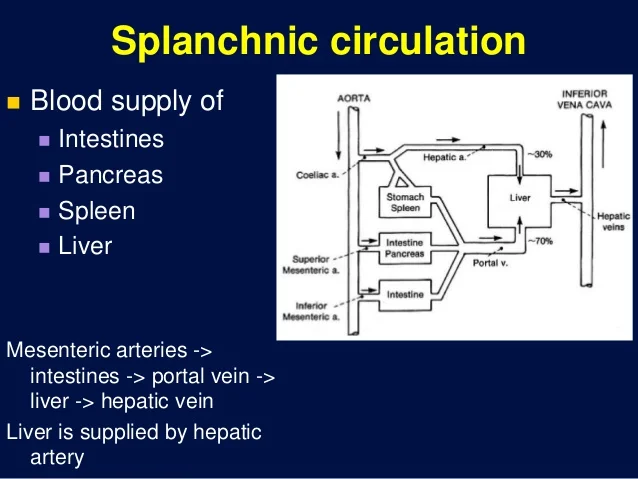 Splanchnic circulation
Blood supply of
Intestines
Pancreas
Spleen
Liver
Mesenteric arteries ->
intestines -> portal vein ->
liver -> hepatic vein
Liver is supplied by hepatic
artery
AORTA
INFERIOR
VENA CAVA
Hepatic a.
~30%
Coeliac a.
Stomach
Spleen
Liver
Hepatic
veins
Intestine
Pancreas
~70%
Superior
Mesenteric a.
Portal v.
Intestine
Inferior
Mesenteric a.